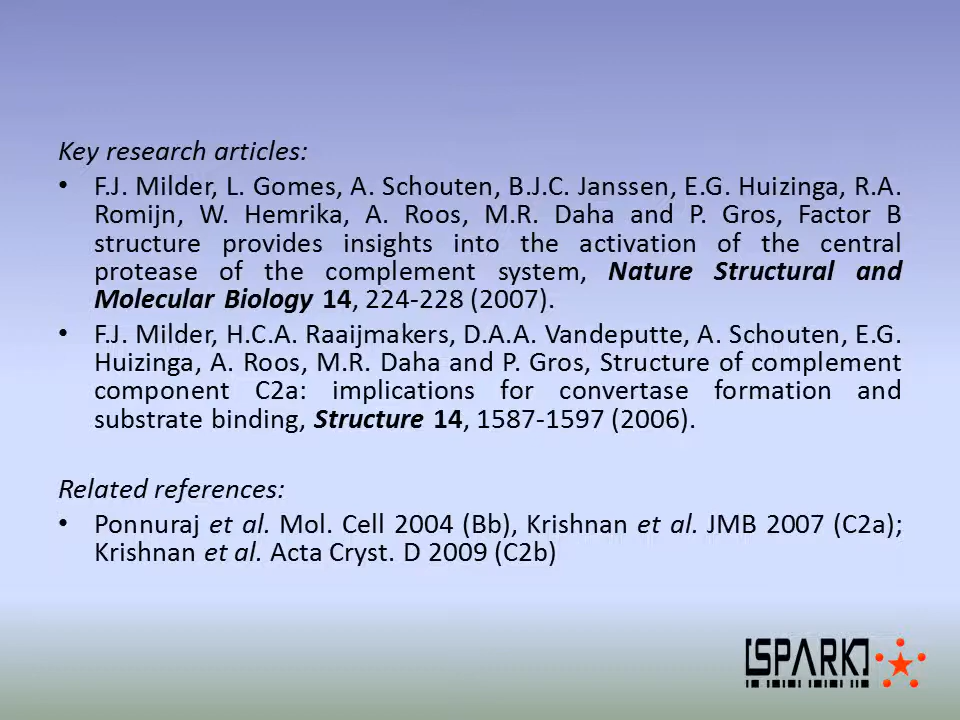 Key research articles:
• F.J. Milder, L. Gomes, A. Schouten, B.J.C. Janssen, E.G. Huizinga, R.A.
Romijn, W. Hemrika, A. Roos, M.R. Daha and P. Gros, Factor B
structure provides insights into the activation of the central
protease of the complement system, Nature Structural and
Molecular Biology 14, 224-228 (2007).
• F.J. Milder, H.C.A. Raaijmakers, D.A.A. Vandeputte, A. Schouten, E.G.
Huizinga, A. Roos, M.R. Daha and P. Gros, Structure of complement
component C2a: implications for convertase formation and
substrate binding, Structure 14, 1587-1597 (2006).
Related references:
• Ponnuraj et al. Mol. Cell 2004 (Bb), Krishnan et al. JMB 2007 (C2a);
Krishnan et al. Acta Cryst. D 2009 (C2b)
[SPARK]